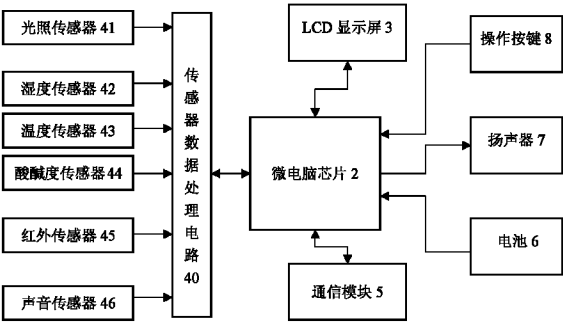 光照传感器 41
湿度传感器 42
温度传感器 43
酸碱度传感器44
红外传感器 45
声音传感器 46
传感器数据处理电路 40
LCD 显示屏 3
微电脑芯片 2
通信模块 5
操作按键 8
扬声器 7
电池 6